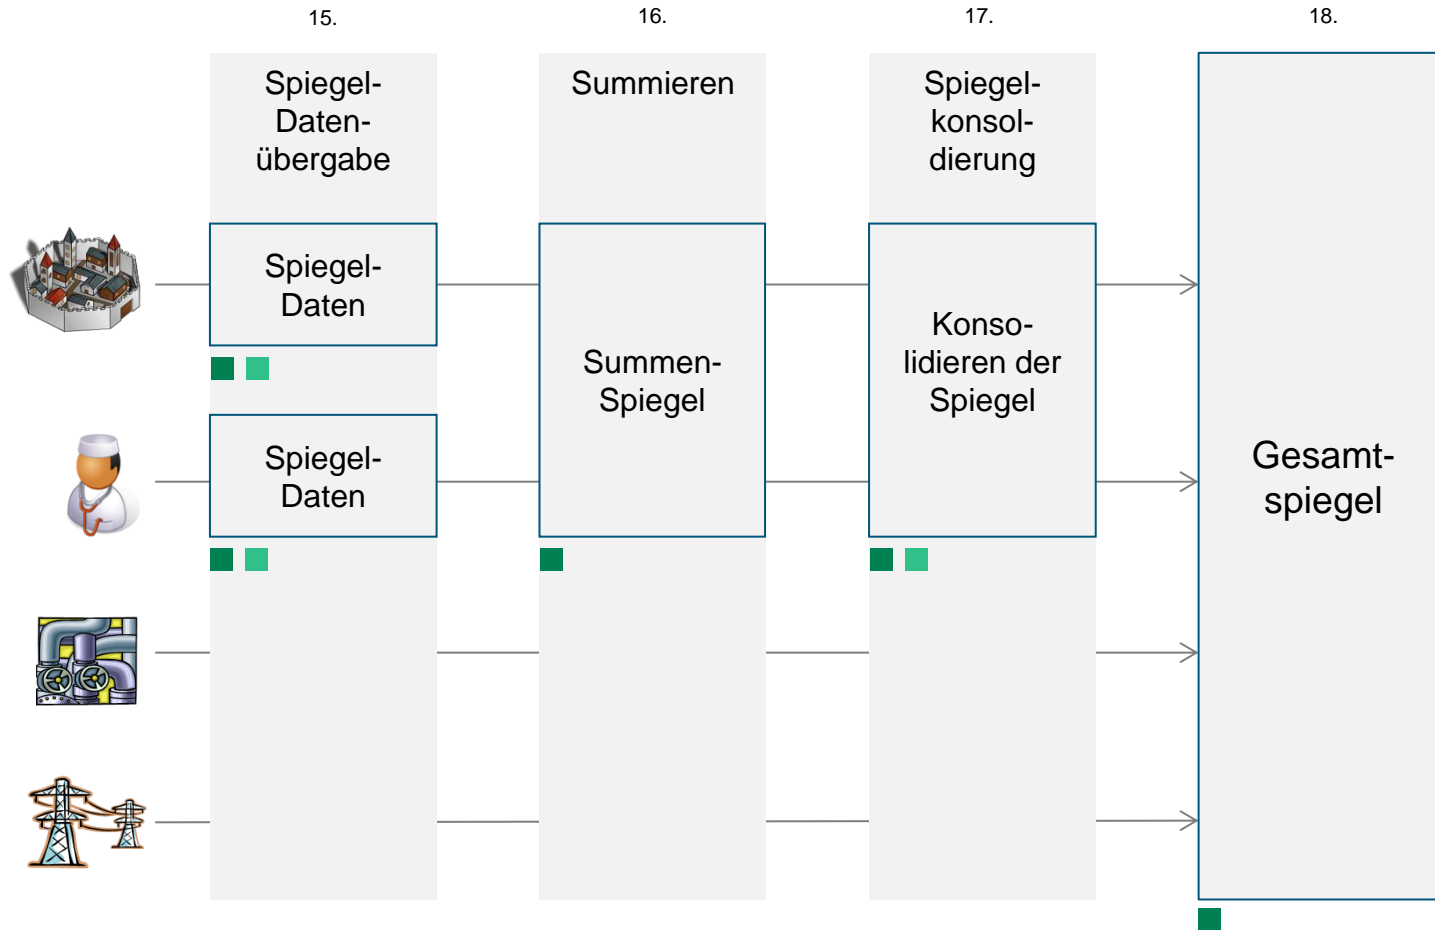 15.
16.
17.
18.
Spiegel-
Daten-
übergabe
Summieren
Spiegel-
konsol-
dierung
Spiegel-
Daten
Summen-
Spiegel
Konso-
lidieren der
Spiegel
Spiegel-
Daten
Gesamt-
spiegel